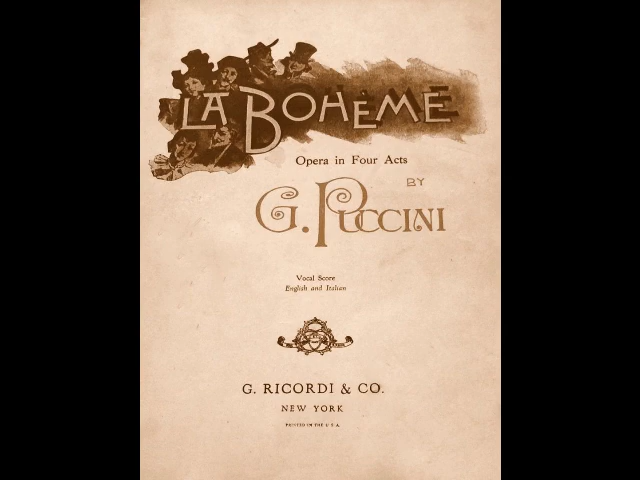 LA BOHÈME
Opera in Four Acts
BY
G. PUCCINI
Vocal Score
English and Italian
G. RICORDI & CO.
NEW YORK
PRINTED IN THE U.S.A.